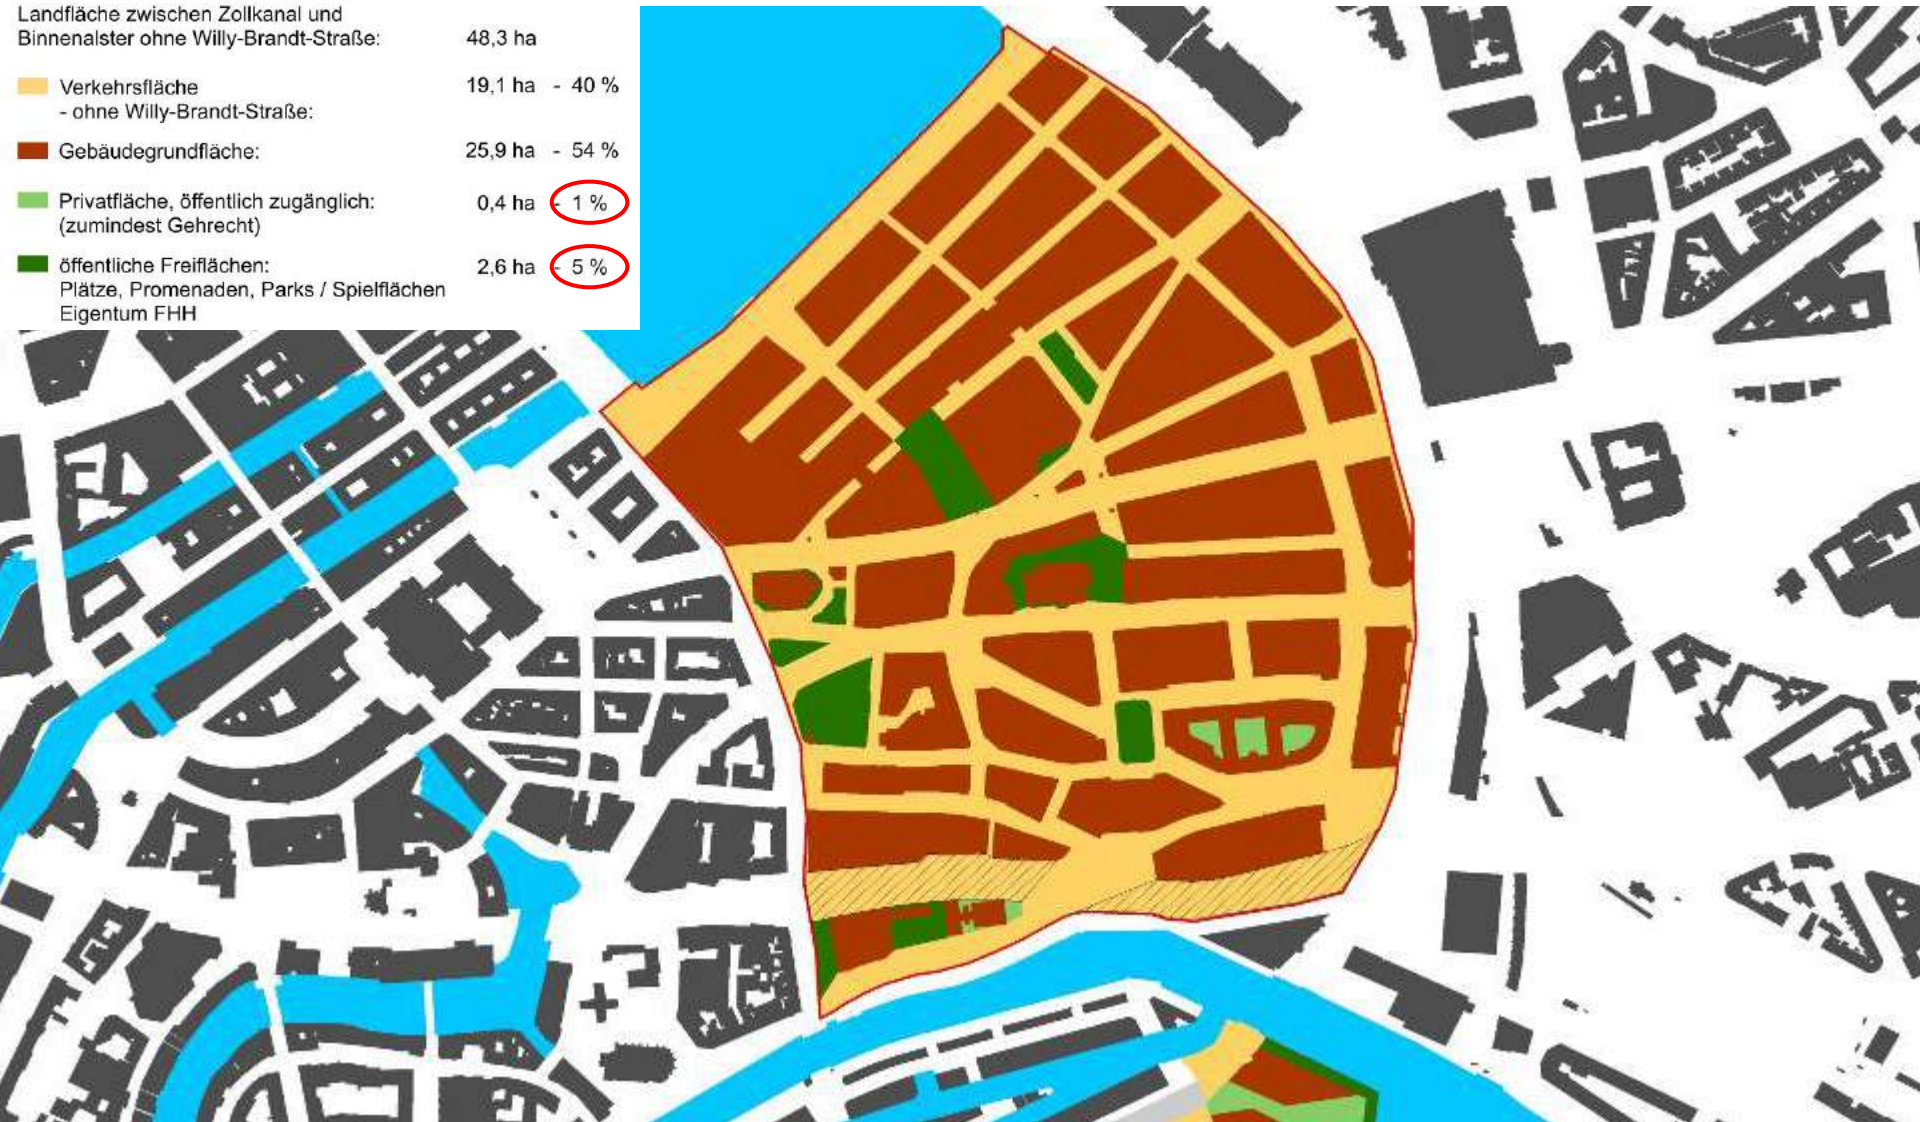 Landfläche zwischen Zollkanal und
Binnenalster ohne Willy-Brandt-Straße: 48,3 ha
Verkehrsfläche 19,1 ha - 40 %
- ohne Willy-Brandt-Straße:
Gebäudegrundfläche: 25,9 ha - 54 %
Privatfläche, öffentlich zugänglich: 0,4 ha - 1 %
(zumindest Gehrecht)
öffentliche Freiflächen: 2,6 ha - 5 %
Plätze, Promenaden, Parks / Spielflächen
Eigentum FHH